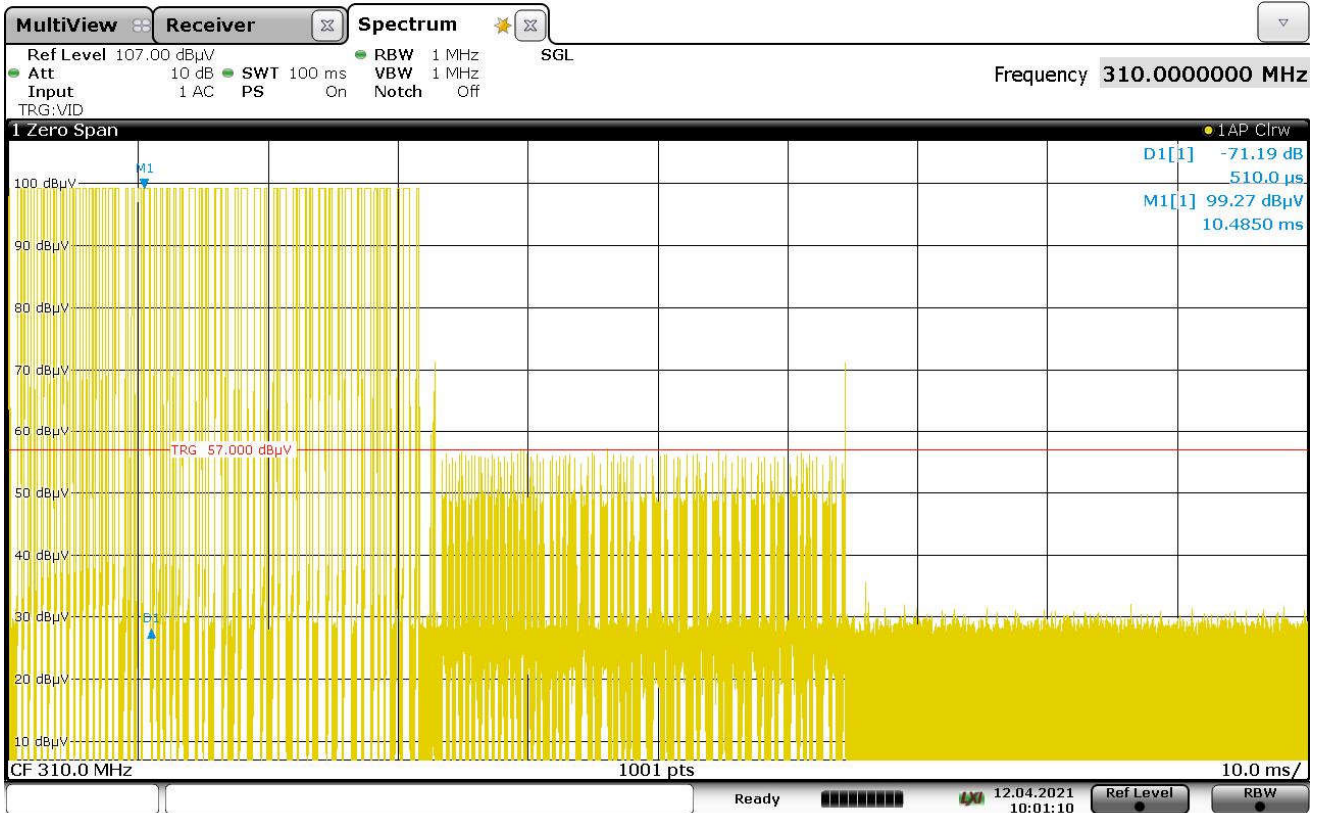 MultiView Receiver Spectrum
Ref Level 107.00 dBµV RBW 1 MHz SGL
Att 10 dB SWT 100 ms VBW 1 MHz Frequency 310.0000000 MHz
Input 1 AC PS On Notch Off
TRG:VID
1 Zero Span 1AP Clrw
D1[1] -71.19 dB
M1
100 dBµV 510.0 µs
M1[1] 99.27 dBµV
10.4850 ms
90 dBµV
80 dBµV
70 dBµV
60 dBµV
TRG 57.000 dBµV
50 dBµV
40 dBµV
30 dBµV D1
20 dBµV
10 dBµV
CF 310.0 MHz 1001 pts 10.0 ms/
Ready LXI 12.04.2021 Ref Level RBW
10:01:10